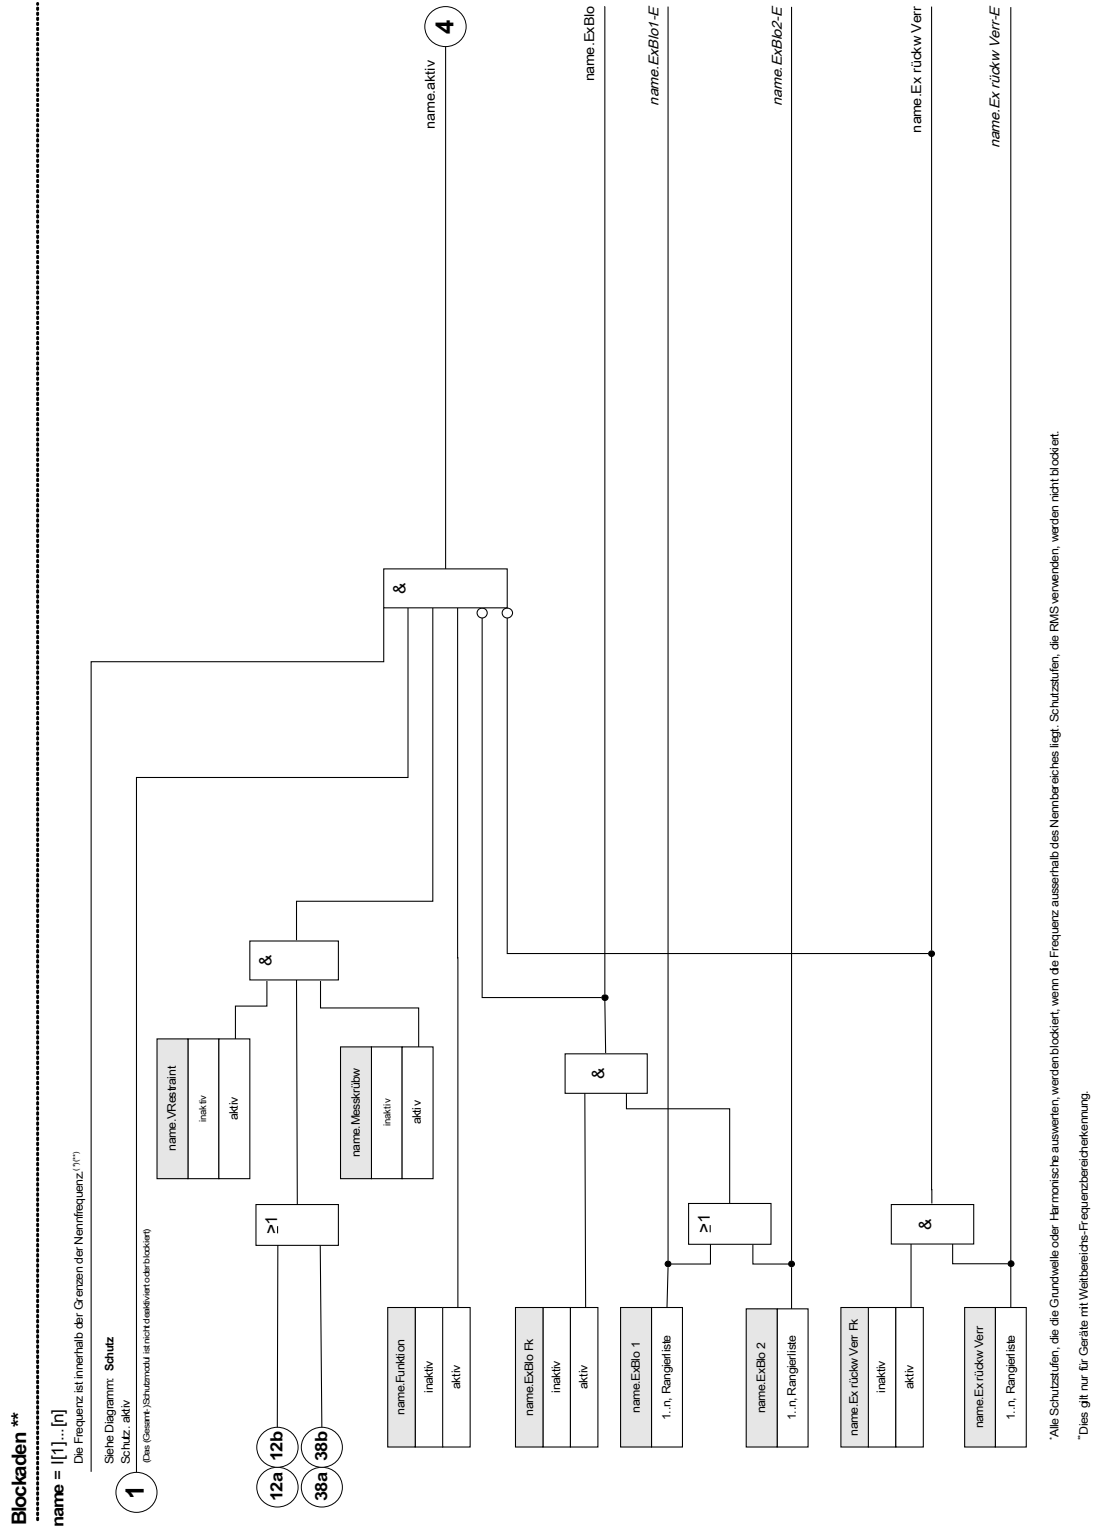 Blockaden **
name = I[1]...[n]
Die Frequenz ist innerhalb der Grenzen der Nennfrequenz.(*)(**)
Siehe Diagramm: Schutz
Schutz. aktiv
1
(Das (Gesamt-)Schutzmodul ist nicht deaktiviert oder blockiert)
name.VRestraint
inaktiv
aktiv
&
12a
12b
38a
38b
≥1
name.Messkrübw
inaktiv
aktiv
name.Funktion
inaktiv
aktiv
&
name.aktiv
4
name.ExBlo Fk
inaktiv
aktiv
&
name.ExBlo
name.ExBlo 1
1..n, Rangierliste
name.ExBlo1-E
≥1
name.ExBlo 2
1..n, Rangierliste
name.ExBlo2-E
name.Ex rückw Verr Fk
inaktiv
aktiv
&
name.Ex rückw Verr
name.Ex rückw Verr
1..n, Rangierliste
name.Ex rückw Verr-E
*Alle Schutzstufen, die die Grundwelle oder Harmonische auswerten, werden blockiert, wenn die Frequenz ausserhalb des Nennbereiches liegt. Schutzstufen, die RMS verwenden, werden nicht blockiert.
**Dies gilt nur für Geräte mit Weitbereichs-Frequenzbereicherkennung.